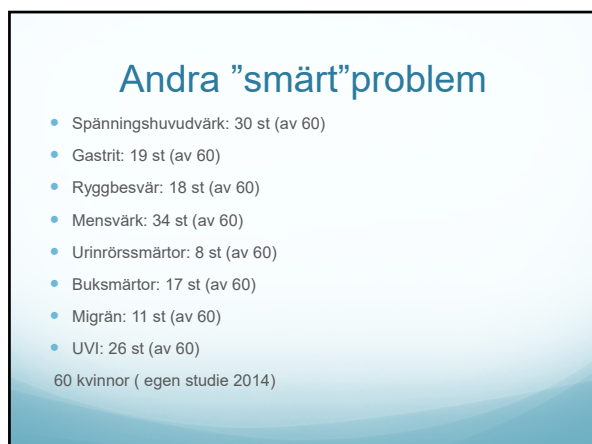 Andra ”smärt”problem
• Spänningshuvudvärk: 30 st (av 60)
• Gastrit: 19 st (av 60)
• Ryggbesvär: 18 st (av 60)
• Mensvärk: 34 st (av 60)
• Urinrörssmärtor: 8 st (av 60)
• Buksmärtor: 17 st (av 60)
• Migrän: 11 st (av 60)
• UVI: 26 st (av 60)
60 kvinnor ( egen studie 2014)